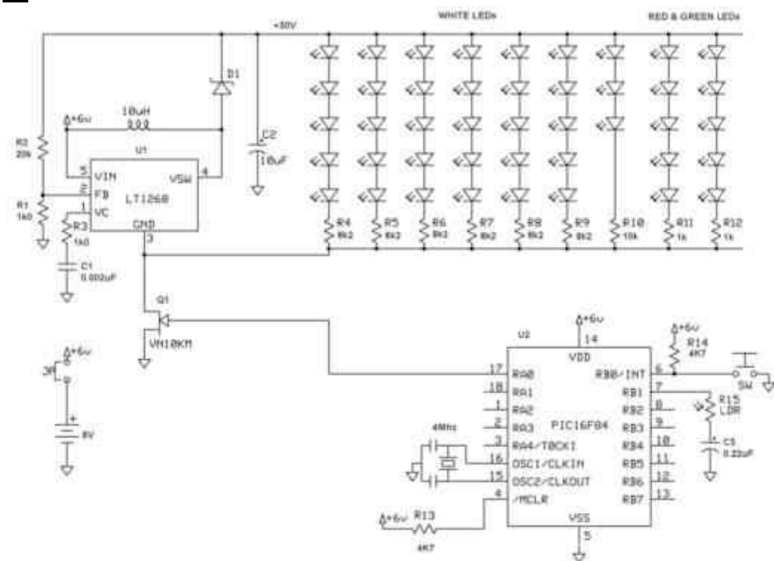 WHITE LEDs
RED & GREEN LEDs
+30V
D1
10uH
+6v
C2
10uF
R2
20k
U1
5 VIN
VSW 4
2 FB
LT1268
1 VC
GND
3
R1
1k0
R3
1k0
C1
0.002uF
R4
8k2
R5
8k2
R6
8k2
R7
8k2
R8
8k2
R9
8k2
R10
10k
R11
1k
R12
1k
Q1
VN10KM
+6v
JP
+
+6v
U2
14
VDD
+6v
R14
4K7
17 RA0
RB0/INT 6
SW
18 RA1
RB1 7
R15
LDR
1 RA2
RB2 8
2 RA3
PIC16F84
RB3 9
4Mhz
3 RA4/T0CKI
RB4 10
16 OSC1/CLKIN
RB5 11
0.22uF
15 OSC2/CLKOUT
RB6 12
4 /MCLR
RB7 13
+6v
R13
4K7
VSS
5